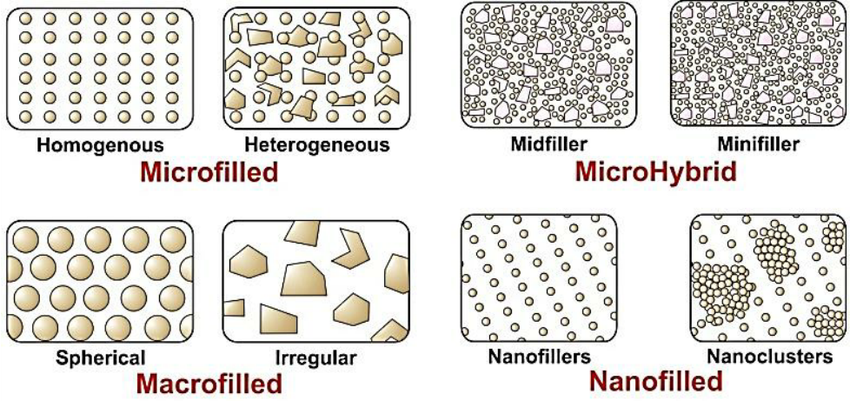 Homogenous Heterogeneous
Microfilled
Midfiller Minifiller
MicroHybrid
Spherical Irregular
Macrofilled
Nanofillers Nanoclusters
Nanofilled